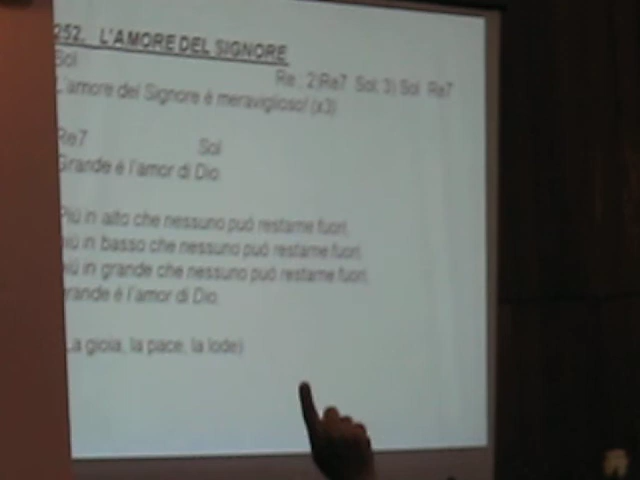 252. L'AMORE DEL SIGNORE
Sol
Re ; 2)Re7 Sol; 3) Sol Re7
L'amore del Signore è meraviglioso! (x3)
Re7 Sol
Grande è l'amor di Dio.
Più in alto che nessuno può restarne fuori,
più in basso che nessuno può restarne fuori,
più in grande che nessuno può restarne fuori,
grande è l'amor di Dio.
(La gioia, la pace, la lode)